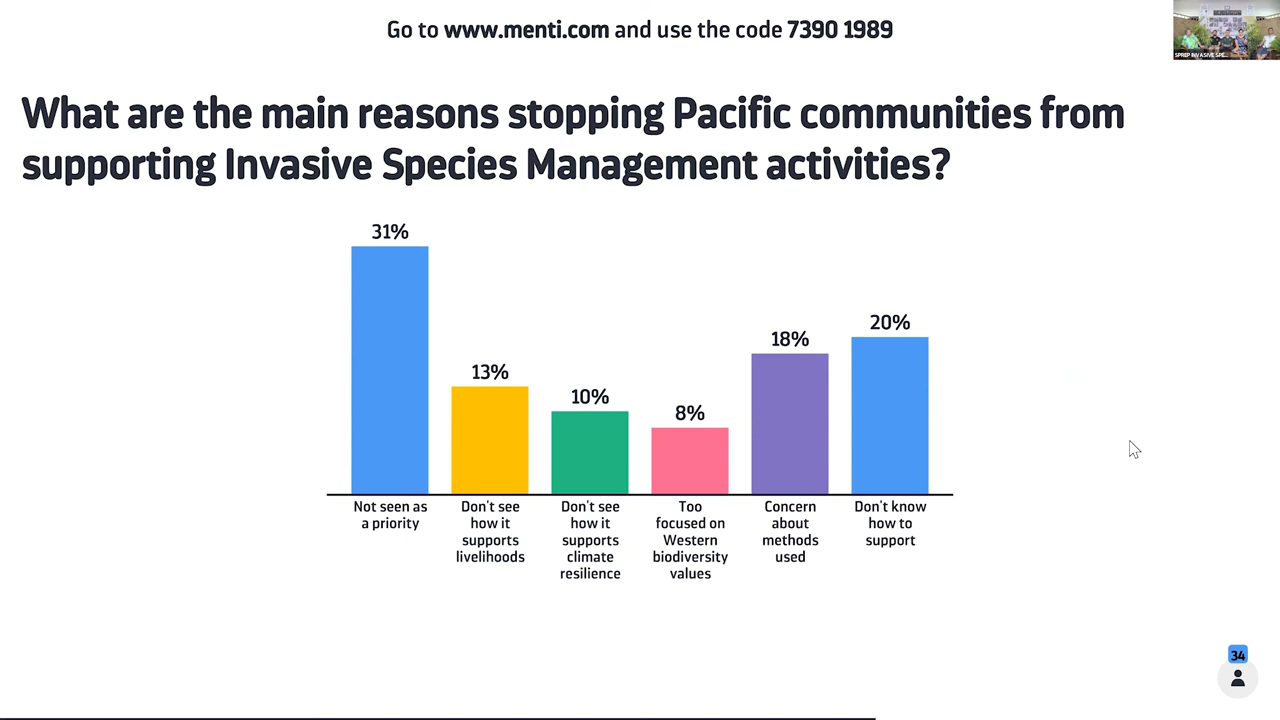 Go to www.menti.com and use the code 7390 1989
SPREP INVASIVE SPE...
What are the main reasons stopping Pacific communities from
supporting Invasive Species Management activities?
31%
13%
10%
8%
18%
20%
Not seen as
a priority
Don't see
how it
supports
livelihoods
Don't see
how it
supports
climate
resilience
Too
focused on
Western
biodiversity
values
Concern
about
methods
used
Don't know
how to
support
34